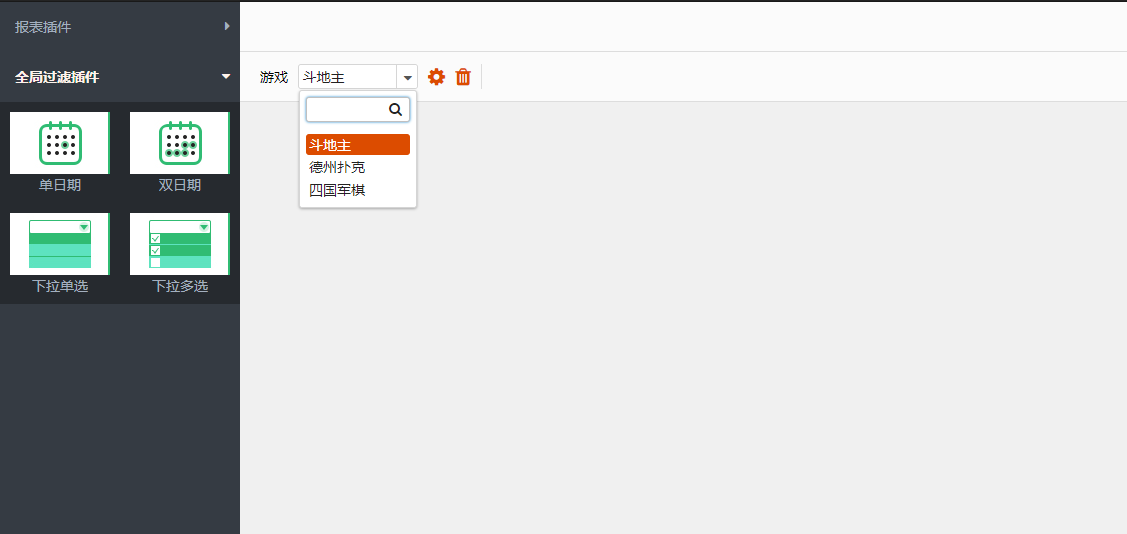 报表插件
全局过滤插件
单日期
双日期
下拉单选
下拉多选
游戏 斗地主
斗地主
德州扑克
四国军棋